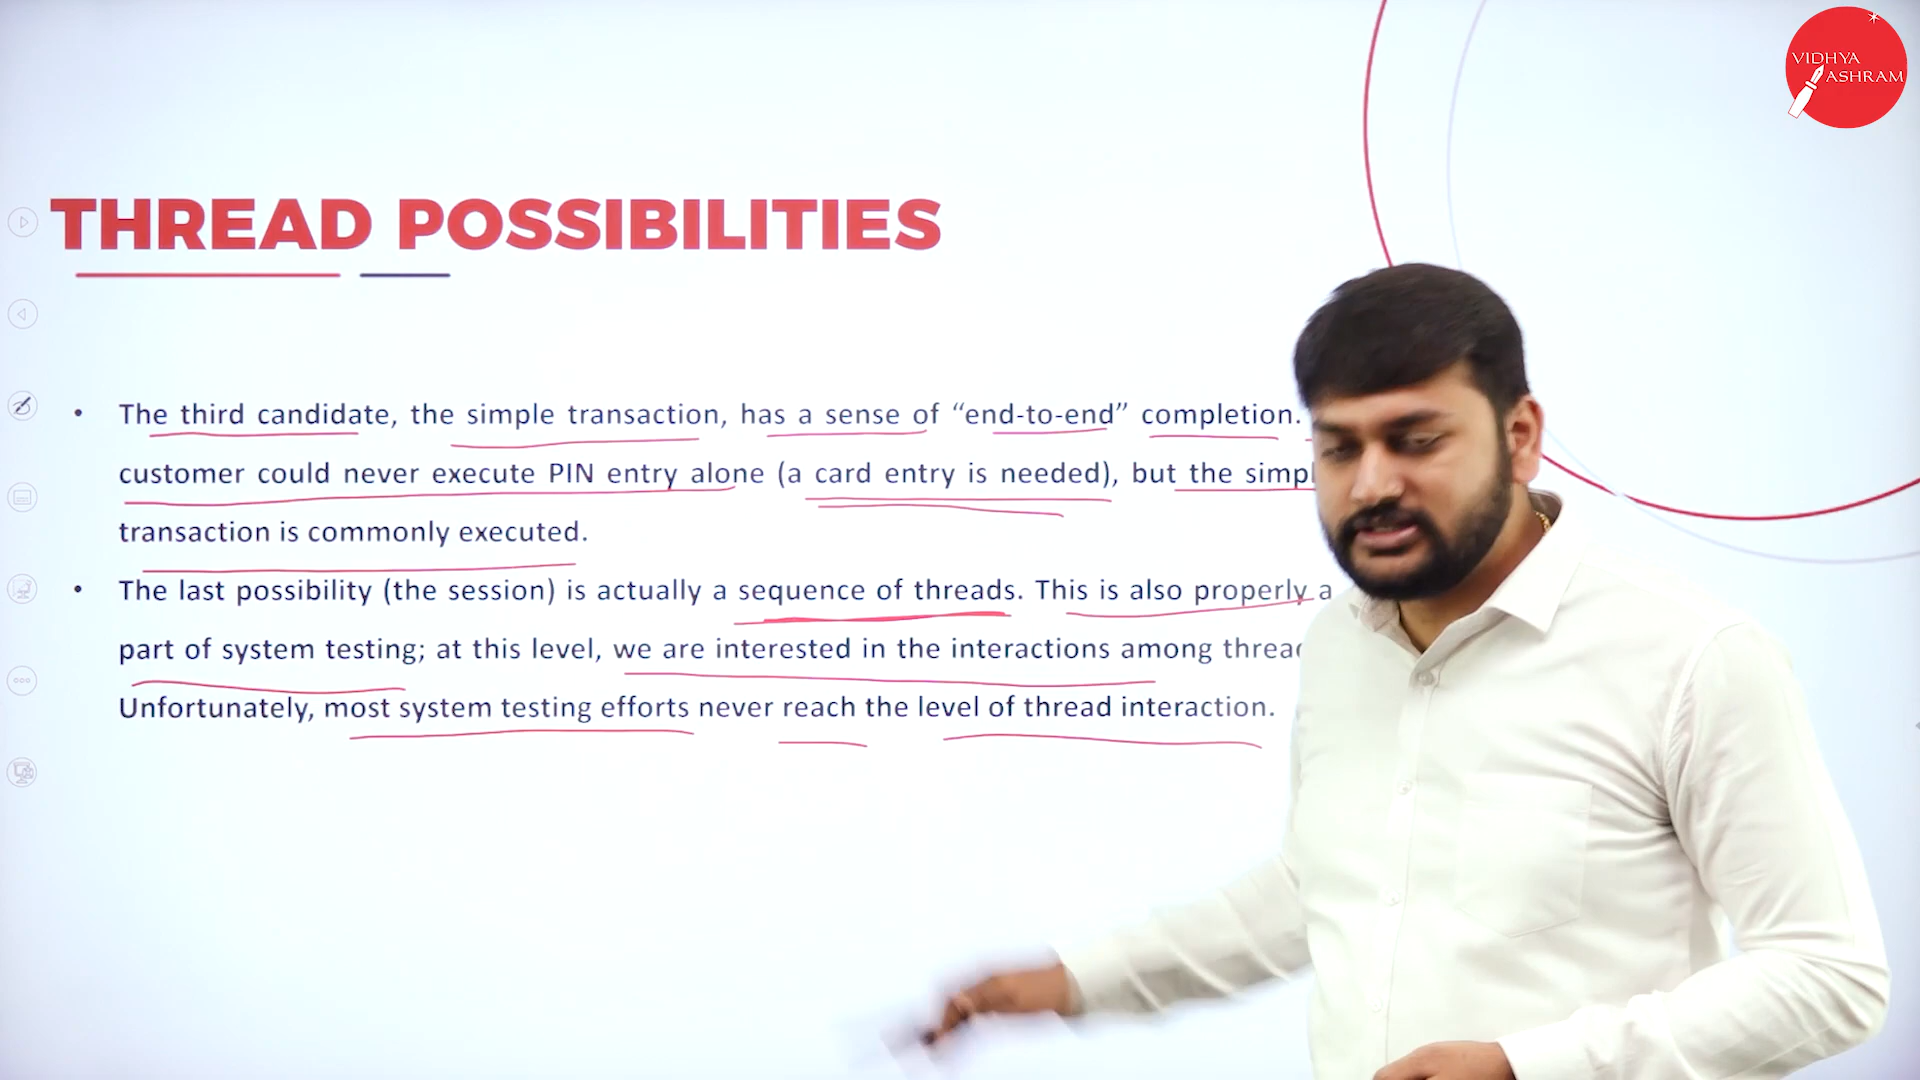 VIDHYA
ASHRAM
THREAD POSSIBILITIES
• The third candidate, the simple transaction, has a sense of “end-to-end” completion.
customer could never execute PIN entry alone (a card entry is needed), but the
transaction is commonly executed.
• The last possibility (the session) is actually a sequence of threads. This is also properly a
part of system testing; at this level, we are interested in the interactions among
Unfortunately, most system testing efforts never reach the level of thread interaction.